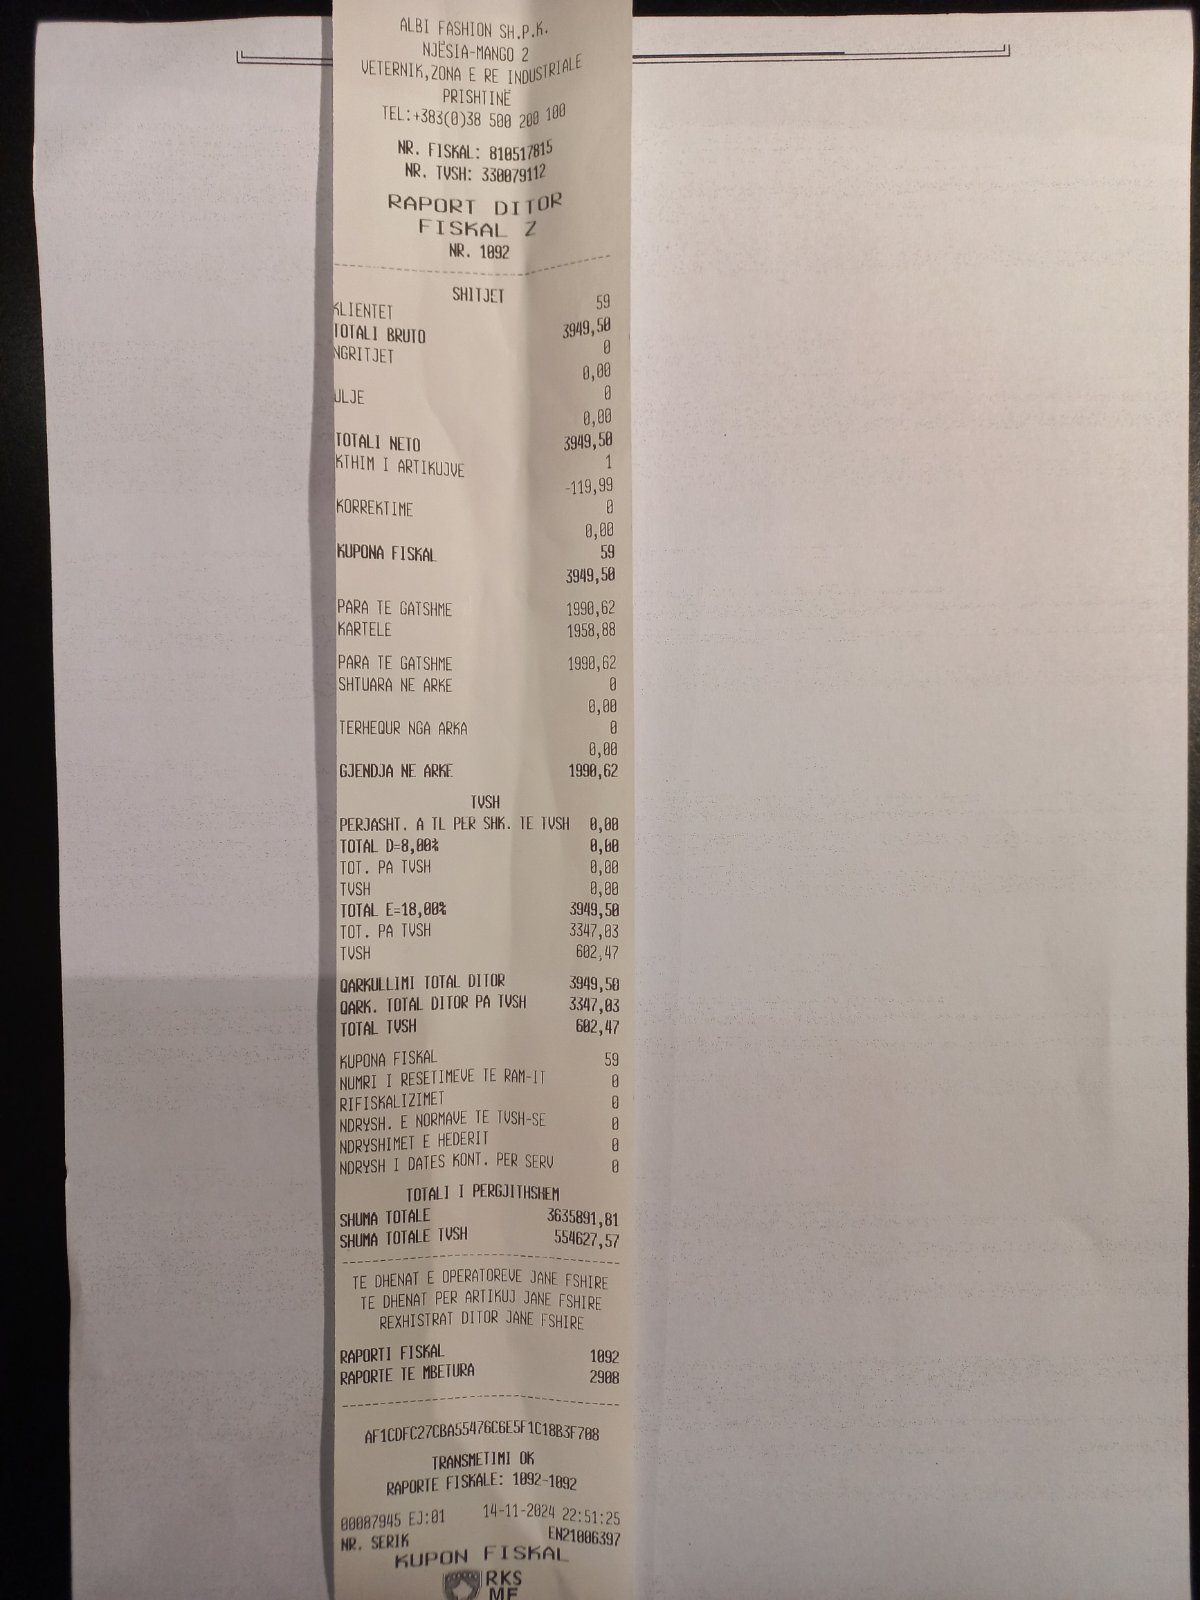 ALBI FASHION SH.P.K.
NJËSIA-MANGO 2
VETERNIK,ZONA E RE INDUSTRIALE
PRISHTINË
TEL:+383(0)38 500 200 100
NR. FISKAL: 810517815
NR. TVSH: 330079112
RAPORT DITOR
FISKAL Z
NR. 1092
SHITJET
KLIENTET 59
TOTALI BRUTO 3949,50
NGRITJET 0
0,00
ULJE 0
0,00
TOTALI NETO 3949,50
KTHIM I ARTIKUJVE 1
-119,99
KORREKTIME 0
0,00
KUPONA FISKAL 59
3949,50
PARA TE GATSHME 1990,62
KARTELE 1958,88
PARA TE GATSHME 1990,62
SHTUARA NE ARKE 0
0,00
TERHEQUR NGA ARKA 0
0,00
GJENDJA NE ARKE 1990,62
TVSH
PERJASHT. A TL PER SHK. TE TVSH 0,00
TOTAL D=8,00% 0,00
TOT. PA TVSH 0,00
TVSH 0,00
TOTAL E=18,00% 3949,50
TOT. PA TVSH 3347,03
TVSH 602,47
QARKULLIMI TOTAL DITOR 3949,50
QARK. TOTAL DITOR PA TVSH 3347,03
TOTAL TVSH 602,47
KUPONA FISKAL 59
NUMRI I RESETIMEVE TE RAM-IT 0
RIFISKALIZIMET 0
NDRYSH. E NORMAVE TE TVSH-SE 0
NDRYSHIMET E HEDERIT 0
NDRYSH I DATES KONT. PER SERV 0
TOTALI I PERGJITHSHEM
SHUMA TOTALE 3635891,81
SHUMA TOTALE TVSH 554627,57
TE DHENAT E OPERATOREVE JANE FSHIRE
TE DHENAT PER ARTIKUJ JANE FSHIRE
REXHISTRAT DITOR JANE FSHIRE
RAPORTI FISKAL 1092
RAPORTE TE MBETURA 2908
AF1CDFC27CBA55476C6E5F1C18B3F708
TRANSMETIMI OK
RAPORTE FISKALE: 1092-1092
00087945 EJ:01 14-11-2024 22:51:25
NR. SERIK EN21006397
KUPON FISKAL
RKS
MF